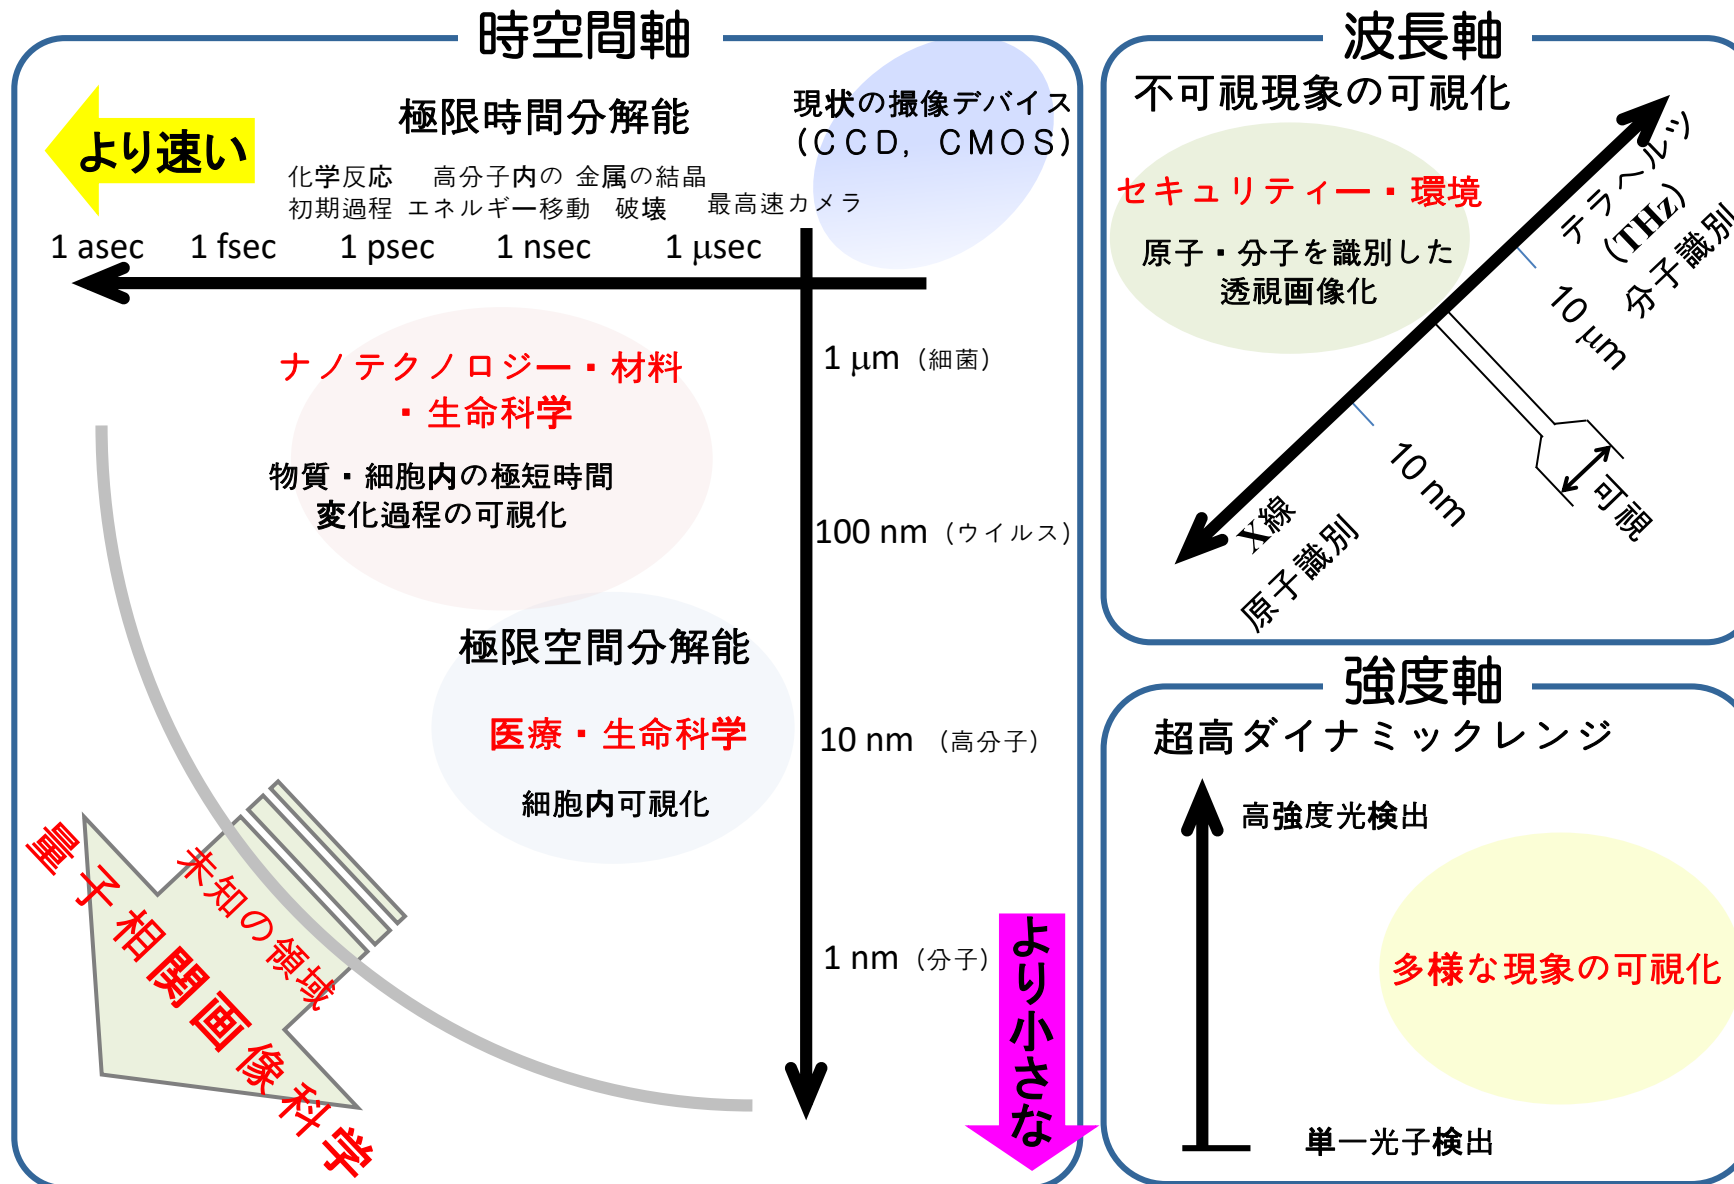 時空間軸
より速い
極限時間分解能
現状の撮像デバイス
(CCD, CMOS)
化学反応
初期過程
高分子内の
エネルギー移動
金属の結晶
破壊
最高速カメラ
1 asec
1 fsec
1 psec
1 nsec
1 μsec
ナノテクノロジー・材料
・生命科学
物質・細胞内の極短時間
変化過程の可視化
1 μm (細菌)
100 nm (ウイルス)
極限空間分解能
医療・生命科学
細胞内可視化
10 nm (高分子)
1 nm (分子)
より小さな
未知の領域
量子相関画像科学
波長軸
不可視現象の可視化
セキュリティー・環境
原子・分子を識別した
透視画像化
テラヘルツ
(THz)
分子識別
10 μm
10 nm
可視
X線
原子識別
強度軸
超高ダイナミックレンジ
高強度光検出
多様な現象の可視化
単一光子検出